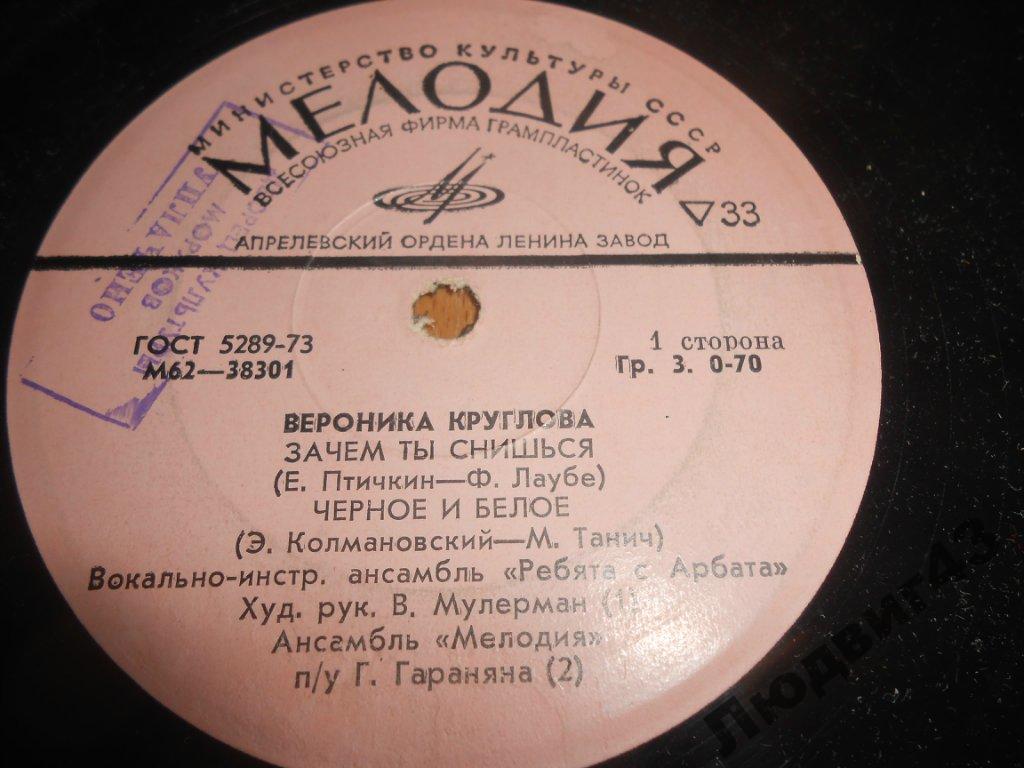 МИНИСТЕРСТВО КУЛЬТУРЫ СССР
МЕЛОДИЯ
ВСЕСОЮЗНАЯ ФИРМА ГРАМПЛАСТИНОК
33
АПРЕЛЕВСКИЙ ОРДЕНА ЛЕНИНА ЗАВОД
ГОСТ 5289-73
М62—38301
1 сторона
Гр. 3. 0-70
ВЕРОНИКА КРУГЛОВА
ЗАЧЕМ ТЫ СНИШЬСЯ
(Е. Птичкин—Ф. Лаубе)
ЧЕРНОЕ И БЕЛОЕ
(Э. Колмановский—М. Танич)
Вокально-инстр. ансамбль «Ребята с Арбата»
Худ. рук. В. Мулерман (1)
Ансамбль «Мелодия»
п/у Г. Гараняна (2)
КУЛЬТУРЫ
МОРЯКОВ
Людвиг43